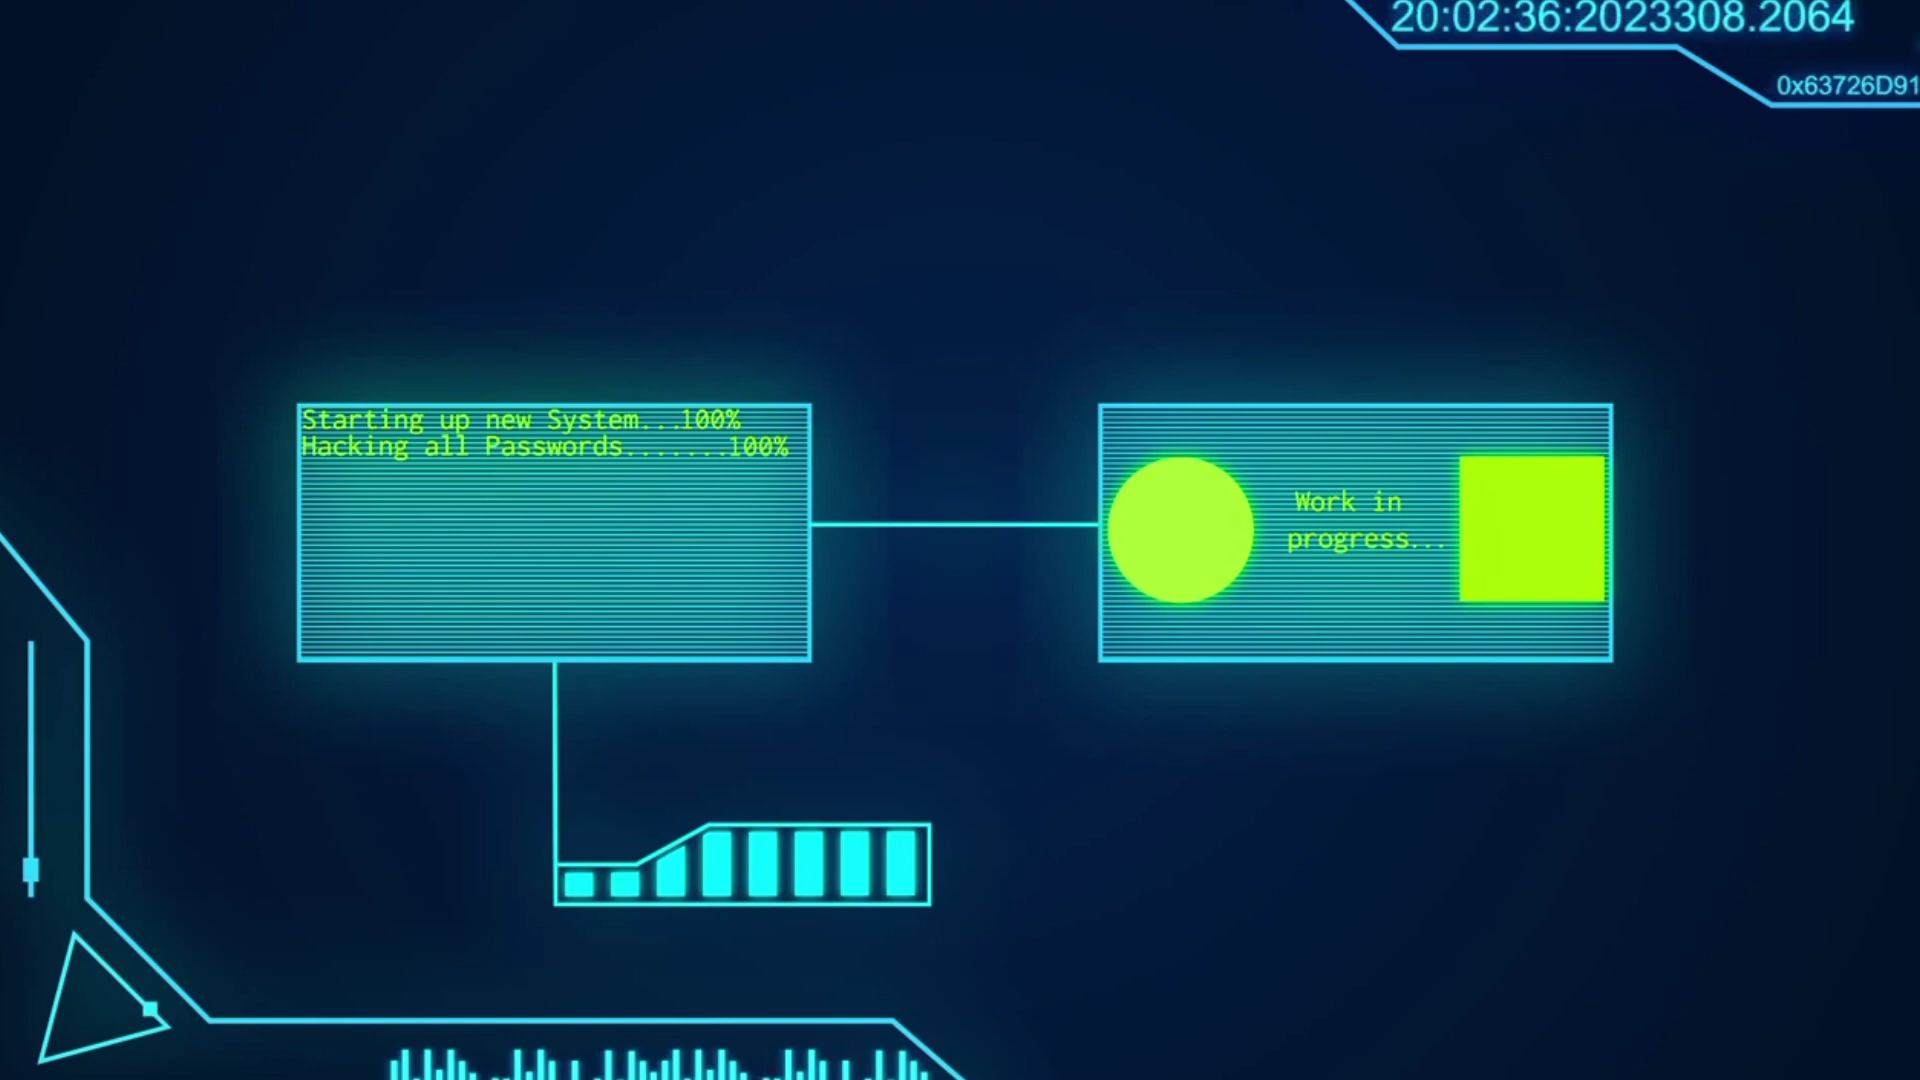 20:02:36:2023308.2064
0x63726D91
Starting up new System...100%
Hacking all Passwords.......100%
Work in
progress...